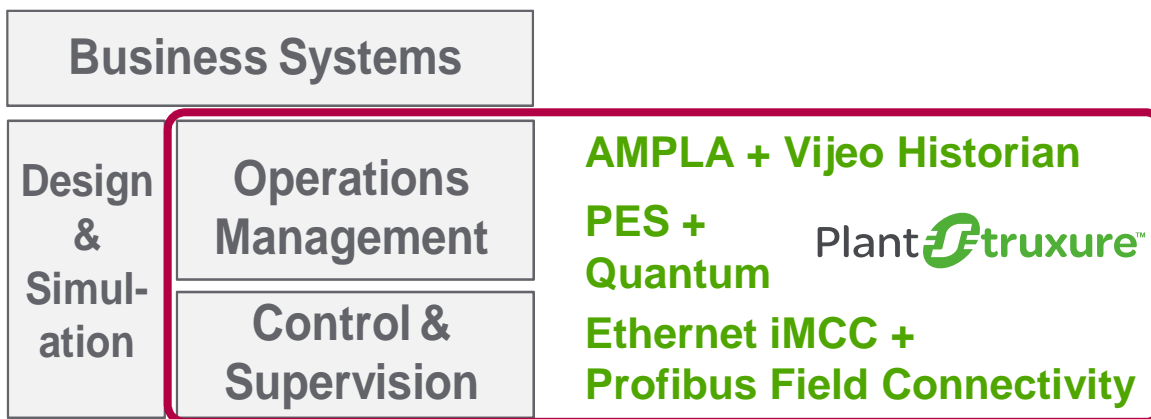 Business Systems
Design
&
Simul-
ation
Operations
Management
Control &
Supervision
AMPLA + Vijeo Historian
PES +
Quantum
PlantStruxure™
Ethernet iMCC +
Profibus Field Connectivity